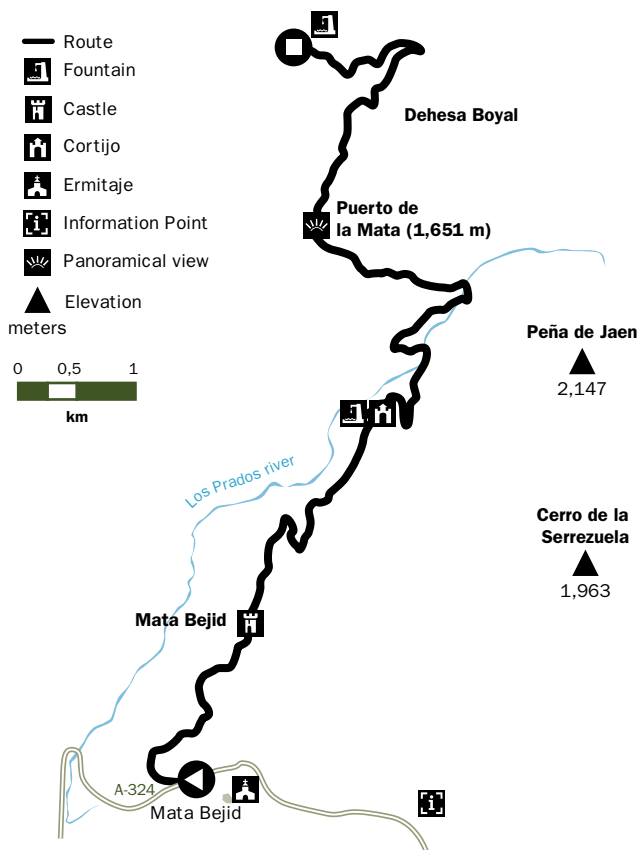 Route
Fountain
Castle
Cortijo
Ermitaje
Information Point
Panoramical view
Elevation
meters
0 0,5 1
km
Dehesa Boyal
Puerto de
la Mata (1,651 m)
Peña de Jaen
2,147
Los Prados river
Cerro de la
Serrezuela
1,963
Mata Bejid
A-324
Mata Bejid